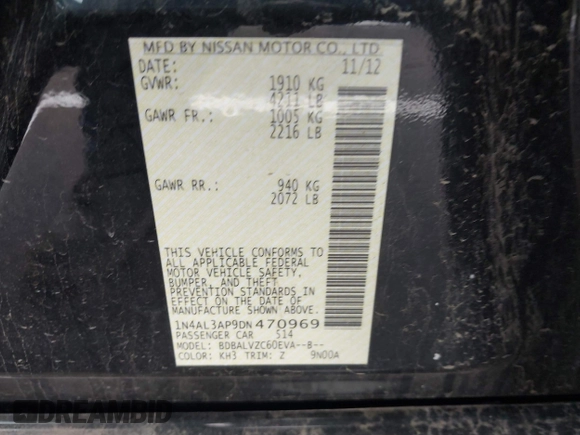 MFD BY NISSAN MOTOR CO., LTD.
DATE: 11/12
GVWR: 1910 KG
4211 LB
GAWR FR.: 1005 KG
2216 LB
GAWR RR.: 940 KG
2072 LB
THIS VEHICLE CONFORMS TO
ALL APPLICABLE FEDERAL
MOTOR VEHICLE SAFETY,
BUMPER, AND THEFT
PREVENTION STANDARDS IN
EFFECT ON THE DATE OF
MANUFACTURE SHOWN ABOVE.
1N4AL3AP9DN470969
PASSENGER CAR S14
MODEL: BDBALVZC60EVA--B--
COLOR: KH3 TRIM: Z 9N00A
DREAMBID